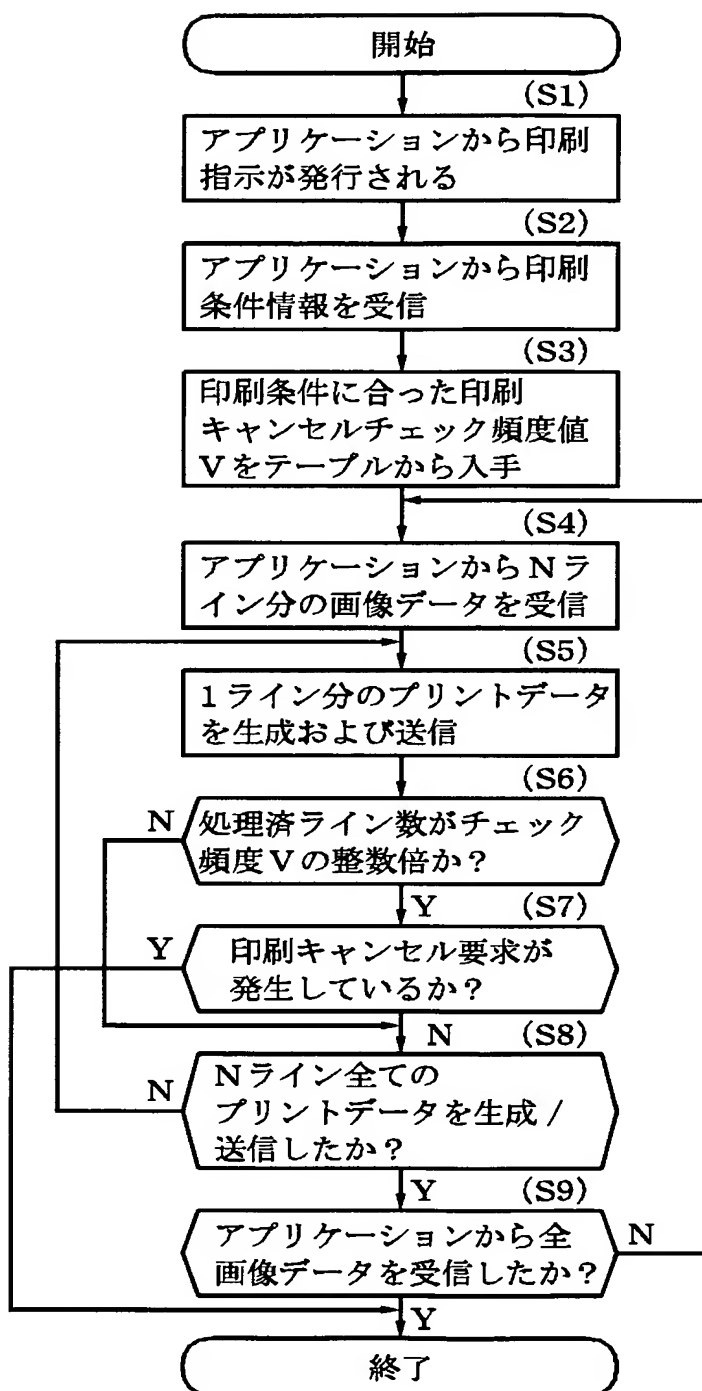 開始
(S1)
アプリケーションから印刷
指示が発行される
(S2)
アプリケーションから印刷
条件情報を受信
(S3)
印刷条件に合った印刷
キャンセルチェック頻度値
Vをテーブルから入手
(S4)
アプリケーションからNラ
イン分の画像データを受信
(S5)
1ライン分のプリントデータ
を生成および送信
(S6)
N
処理済ライン数がチェック
頻度Vの整数倍か?
Y
(S7)
Y
印刷キャンセル要求が
発生しているか?
N
(S8)
N
Nライン全ての
プリントデータを生成/
送信したか?
Y
(S9)
アプリケーションから全
画像データを受信したか?
N
Y
終了